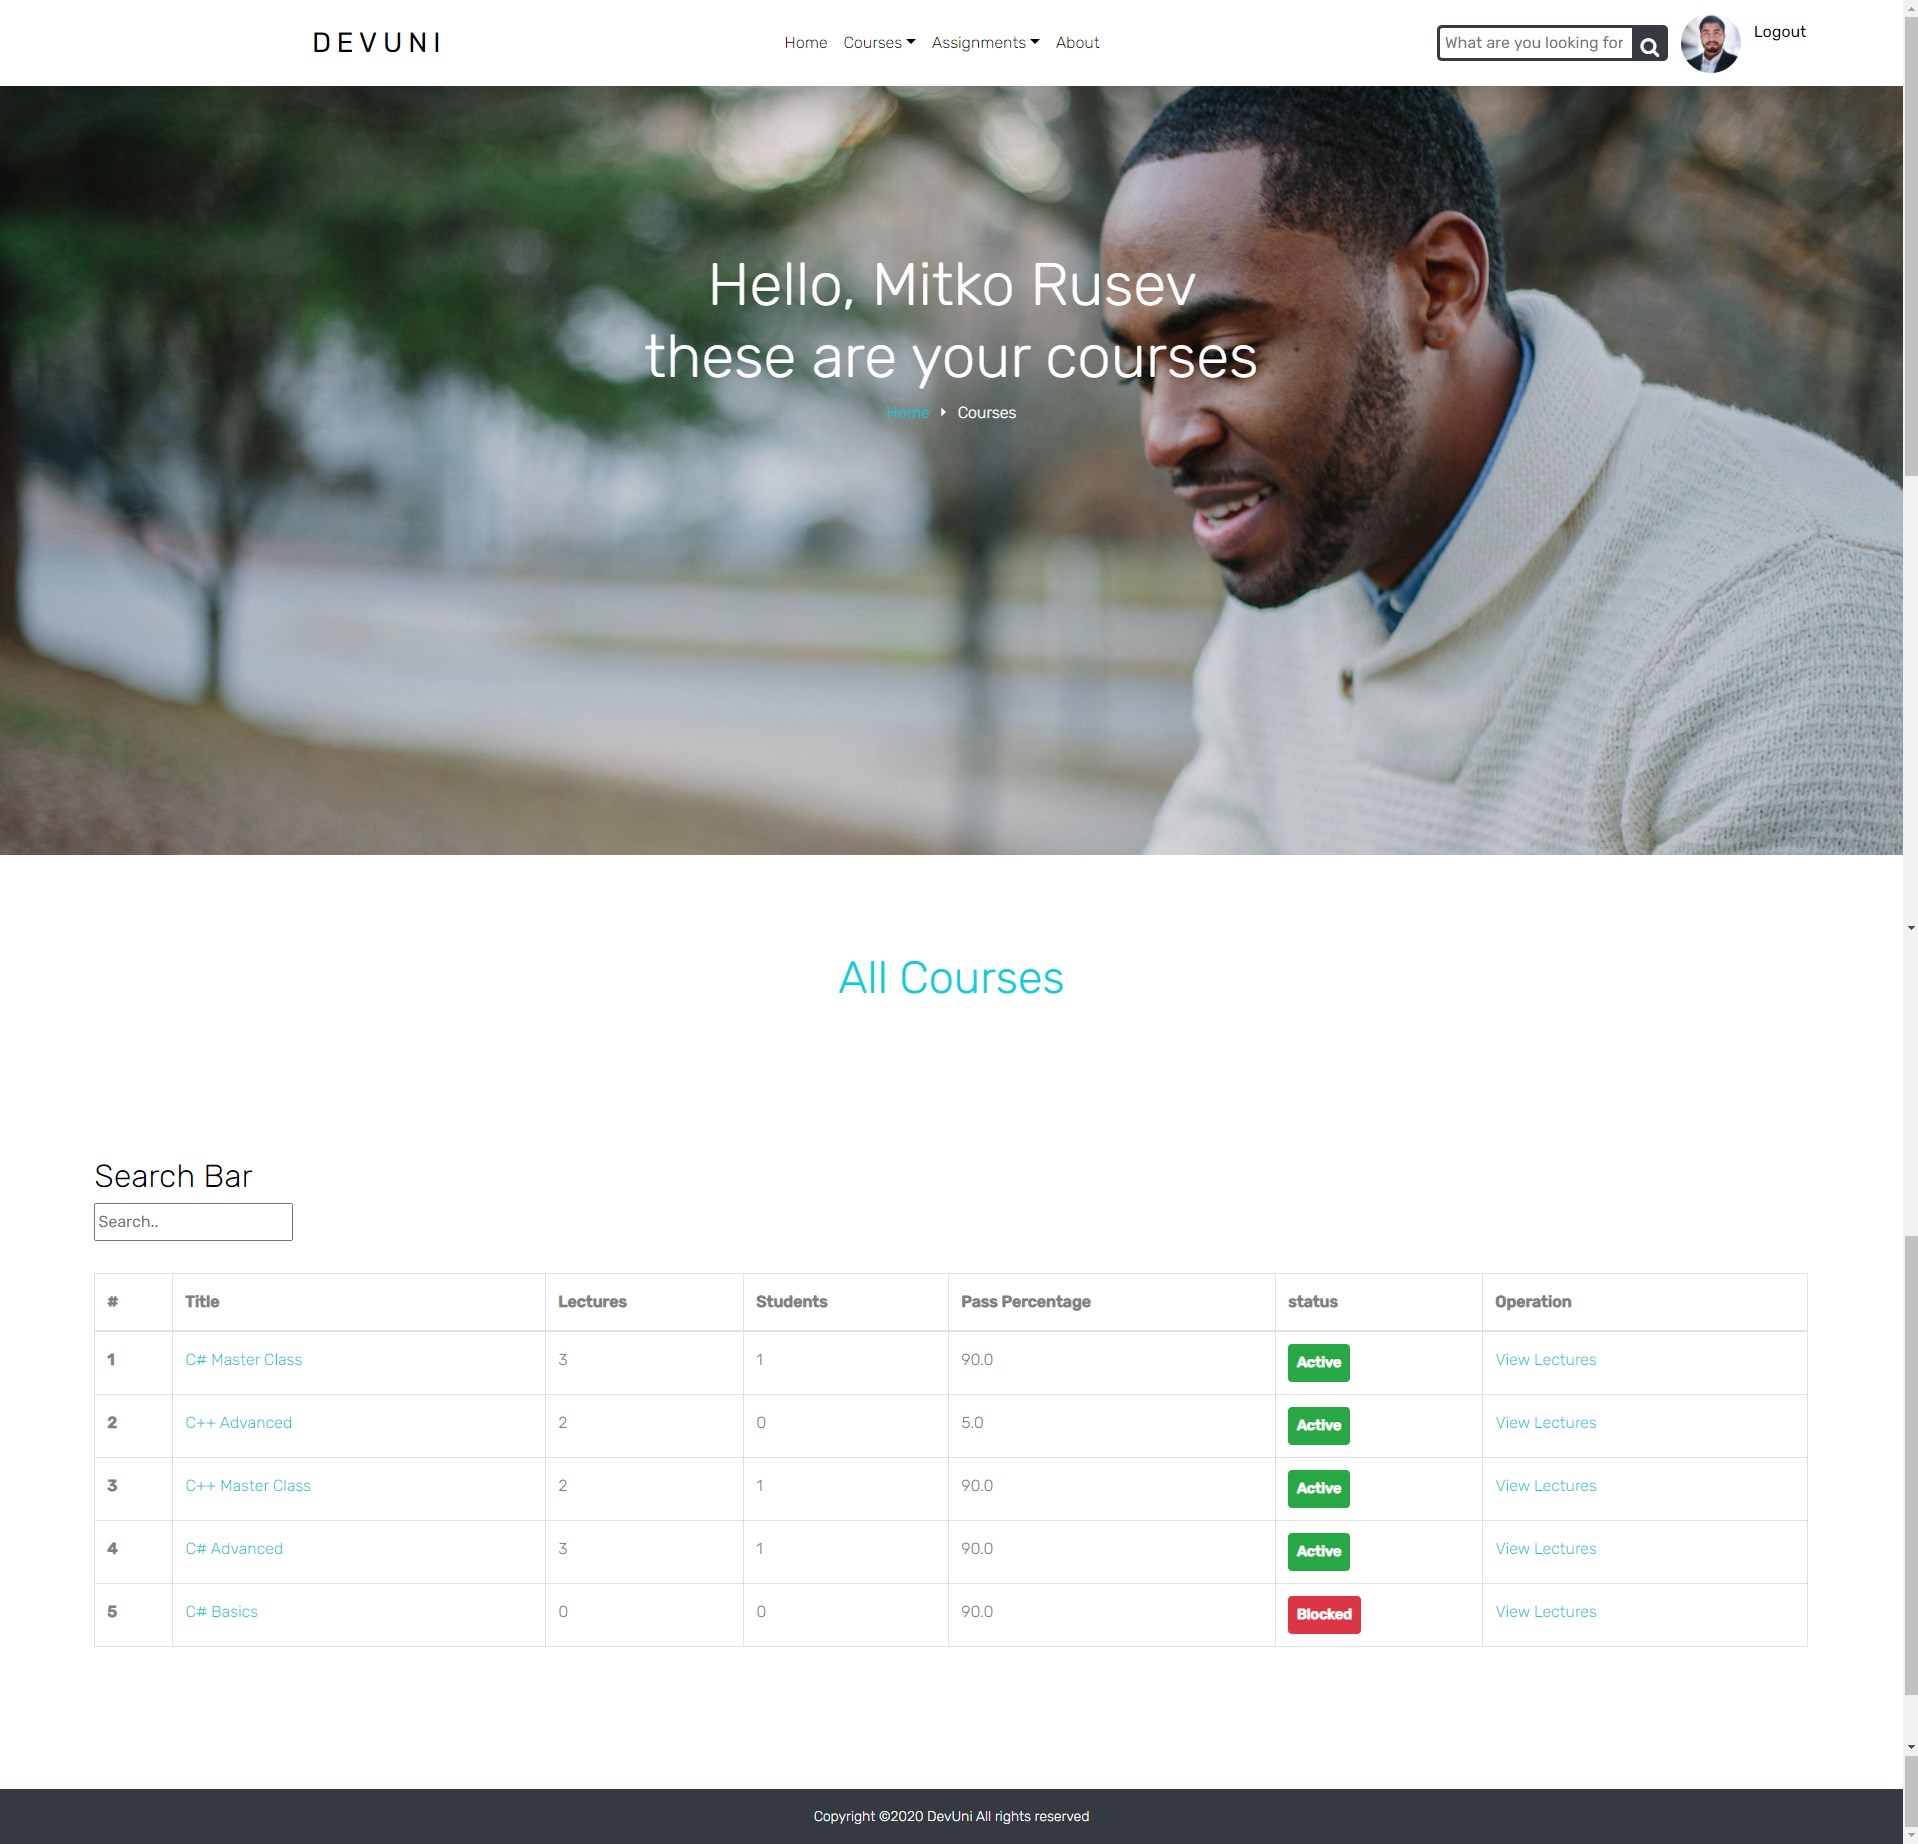 DEVUNI
Home Courses Assignments About
What are you looking for
Logout
Hello, Mitko Rusev
these are your courses
Home Courses
All Courses
Search Bar
Search..
# Title Lectures Students Pass Percentage status Operation
1 C# Master Class 3 1 90.0 Active View Lectures
2 C++ Advanced 2 0 5.0 Active View Lectures
3 C++ Master Class 2 1 90.0 Active View Lectures
4 C# Advanced 3 1 90.0 Active View Lectures
5 C# Basics 0 0 90.0 Blocked View Lectures
Copyright ©2020 DevUni All rights reserved